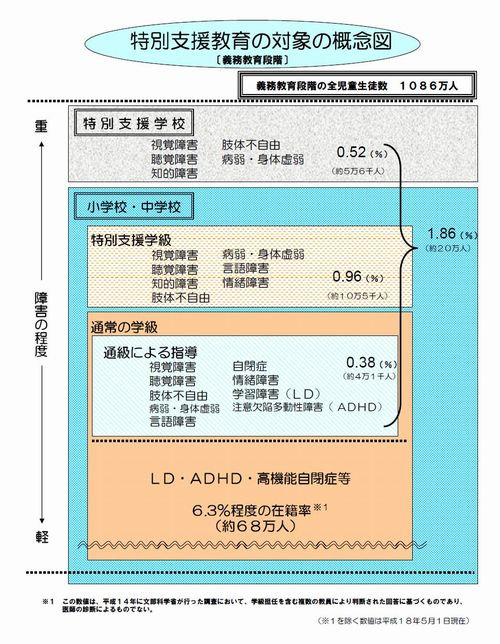 特別支援教育の対象の概念図
〔義務教育段階〕
義務教育段階の全児童生徒数　１０８６万人
重
障害の程度
軽
特別支援学校
視覚障害　肢体不自由
聴覚障害　病弱・身体虚弱
知的障害
0.52（％）
（約５万６千人）
小学校・中学校
特別支援学級
視覚障害　病弱・身体虚弱
聴覚障害　言語障害
知的障害　情緒障害
肢体不自由
0.96（％）
（約１０万５千人）
1.86（％）
（約２０万人）
通常の学級
通級による指導
視覚障害　自閉症
聴覚障害　情緒障害
肢体不自由　学習障害（ＬＤ）
病弱・身体虚弱　注意欠陥多動性障害（ＡＤＨＤ）
言語障害
0.38（％）
（約４万１千人）
ＬＤ・ＡＤＨＤ・高機能自閉症等
6.3％程度の在籍率※1
（約６８万人）
※１　この数値は、平成１４年に文部科学省が行った調査において、学級担任を含む複数の教員により判断された回答に基づくものであり、
医師の診断によるものでない。
（※１を除く数値は平成１８年５月１日現在）